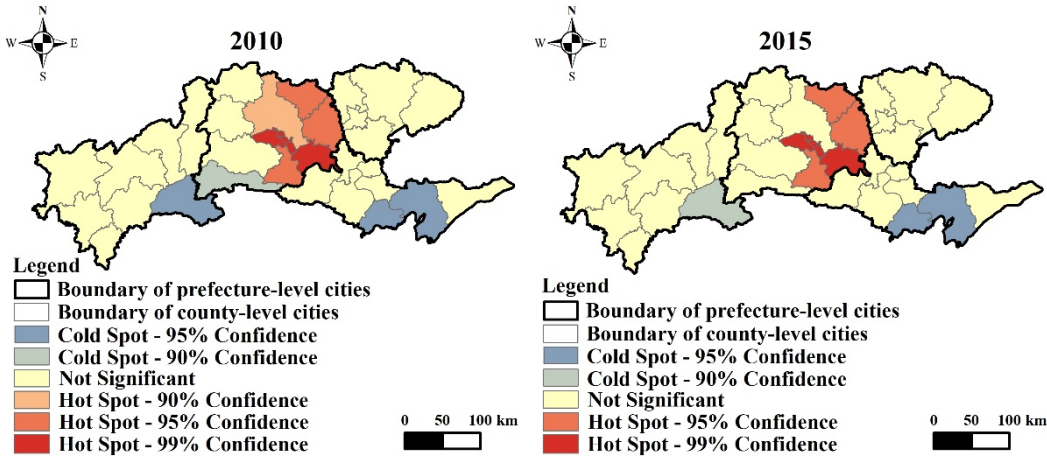 N
W E
S
2010
Legend
Boundary of prefecture-level cities
Boundary of county-level cities
Cold Spot - 95% Confidence
Cold Spot - 90% Confidence
Not Significant
Hot Spot - 90% Confidence
Hot Spot - 95% Confidence
Hot Spot - 99% Confidence
0 50 100 km
N
W E
S
2015
Legend
Boundary of prefecture-level cities
Boundary of county-level cities
Cold Spot - 95% Confidence
Cold Spot - 90% Confidence
Not Significant
Hot Spot - 95% Confidence
Hot Spot - 99% Confidence
0 50 100 km